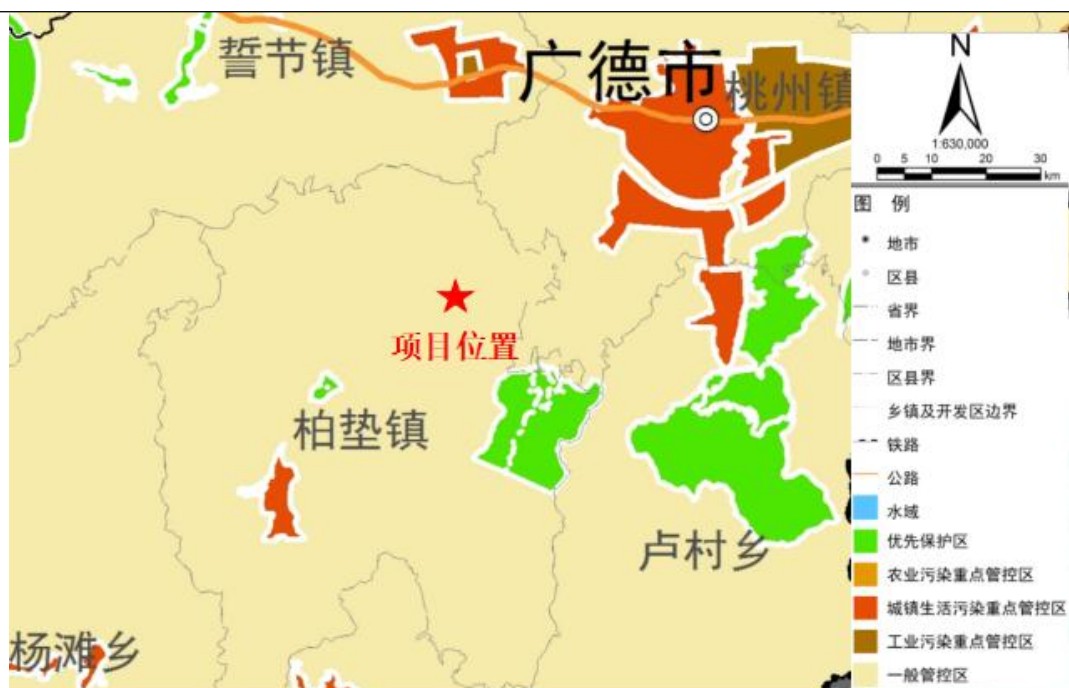 誓节镇
广德市
桃州镇
项目位置
柏垫镇
卢村乡
杨滩乡
N
1:630,000
0 5 10 20 30
km
图 例
地市
区县
省界
地市界
区县界
乡镇及开发区边界
铁路
公路
水域
优先保护区
农业污染重点管控区
城镇生活污染重点管控区
工业污染重点管控区
一般管控区